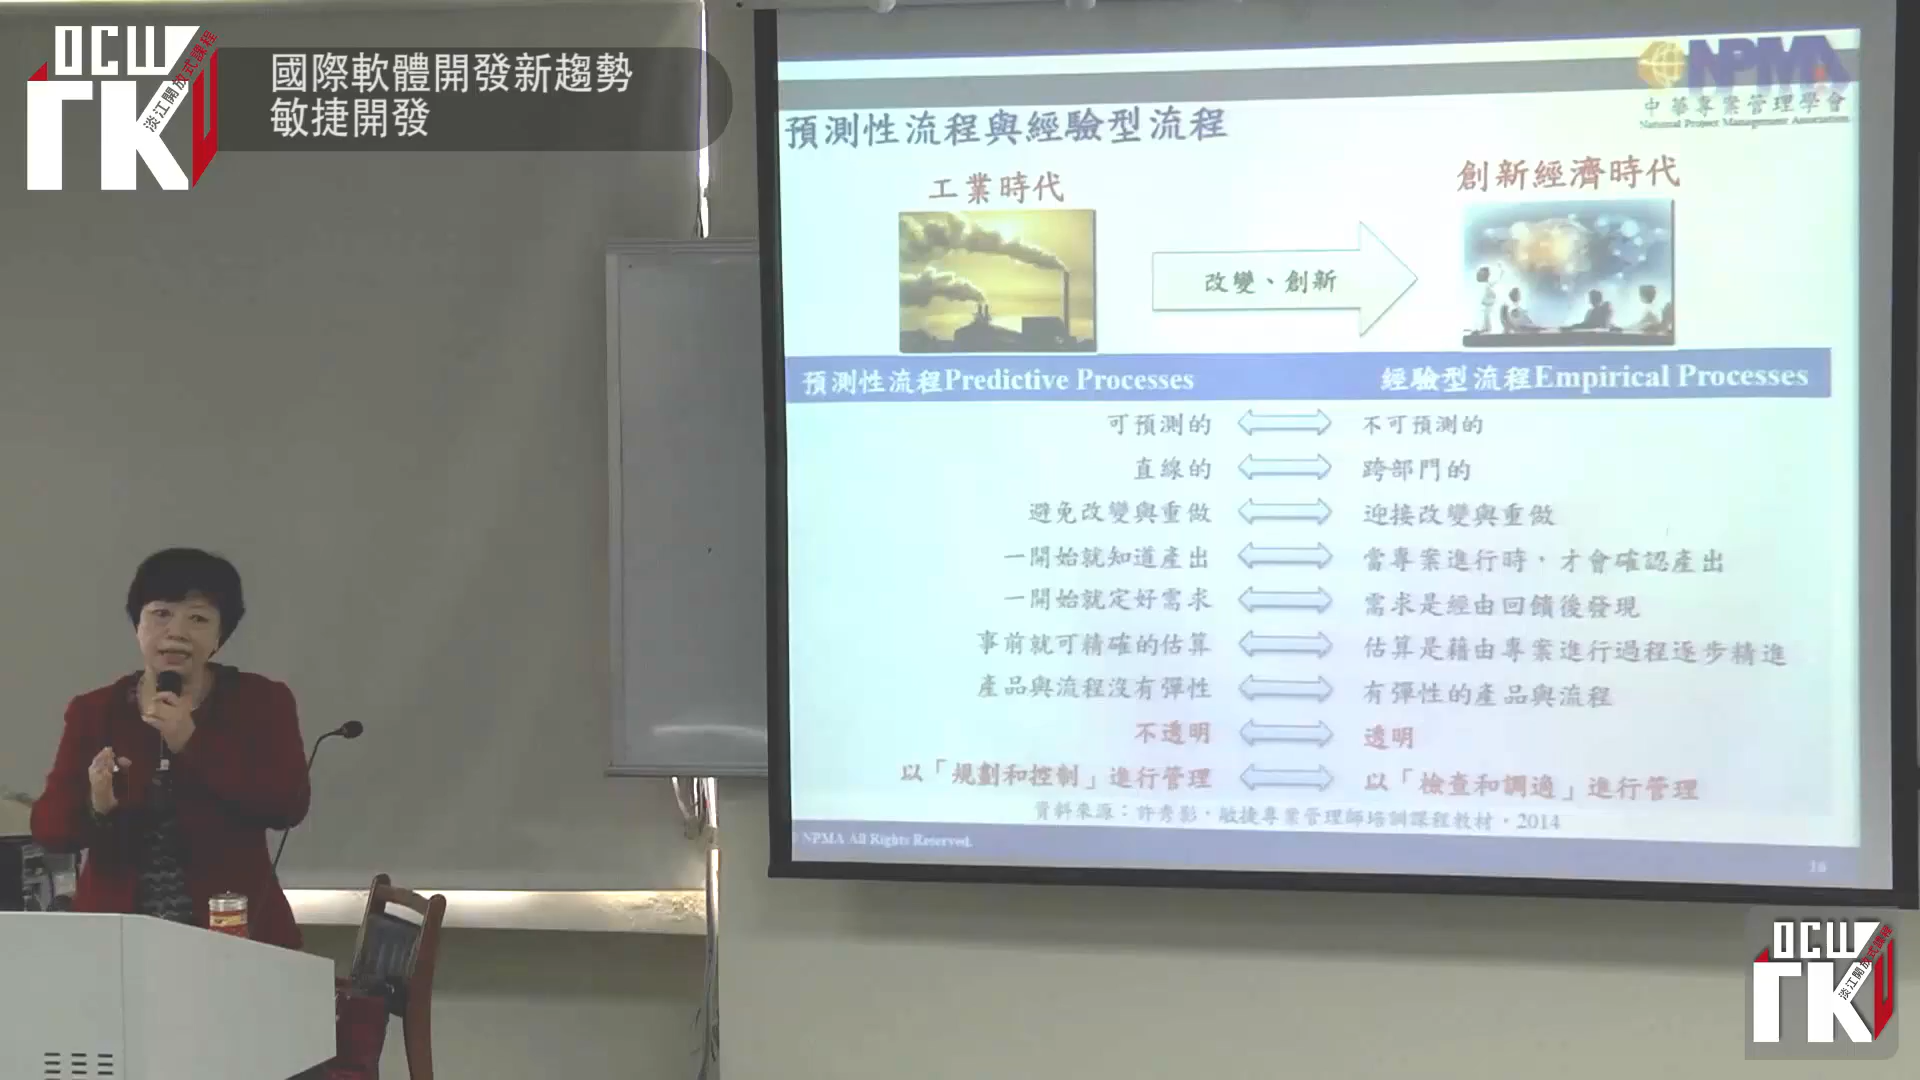 OCW
TKU
淡江開放式課程
國際軟體開發新趨勢
敏捷開發
NPMA
中華專案管理學會
National Project Management Association
預測性流程與經驗型流程
工業時代
創新經濟時代
改變、創新
預測性流程Predictive Processes
經驗型流程Empirical Processes
可預測的
不可預測的
直線的
跨部門的
避免改變與重做
迎接改變與重做
一開始就知道產出
當專案進行時，才會確認產出
一開始就定好需求
需求是經由回饋後發現
事前就可精確的估算
估算是藉由專案進行過程逐步精進
產品與流程沒有彈性
有彈性的產品與流程
不透明
透明
以「規劃和控制」進行管理
以「檢查和調適」進行管理
資料來源：許秀影，敏捷專案管理師培訓課程教材，2014
NPMA All Rights Reserved.
16
OCW
TKU
淡江開放式課程